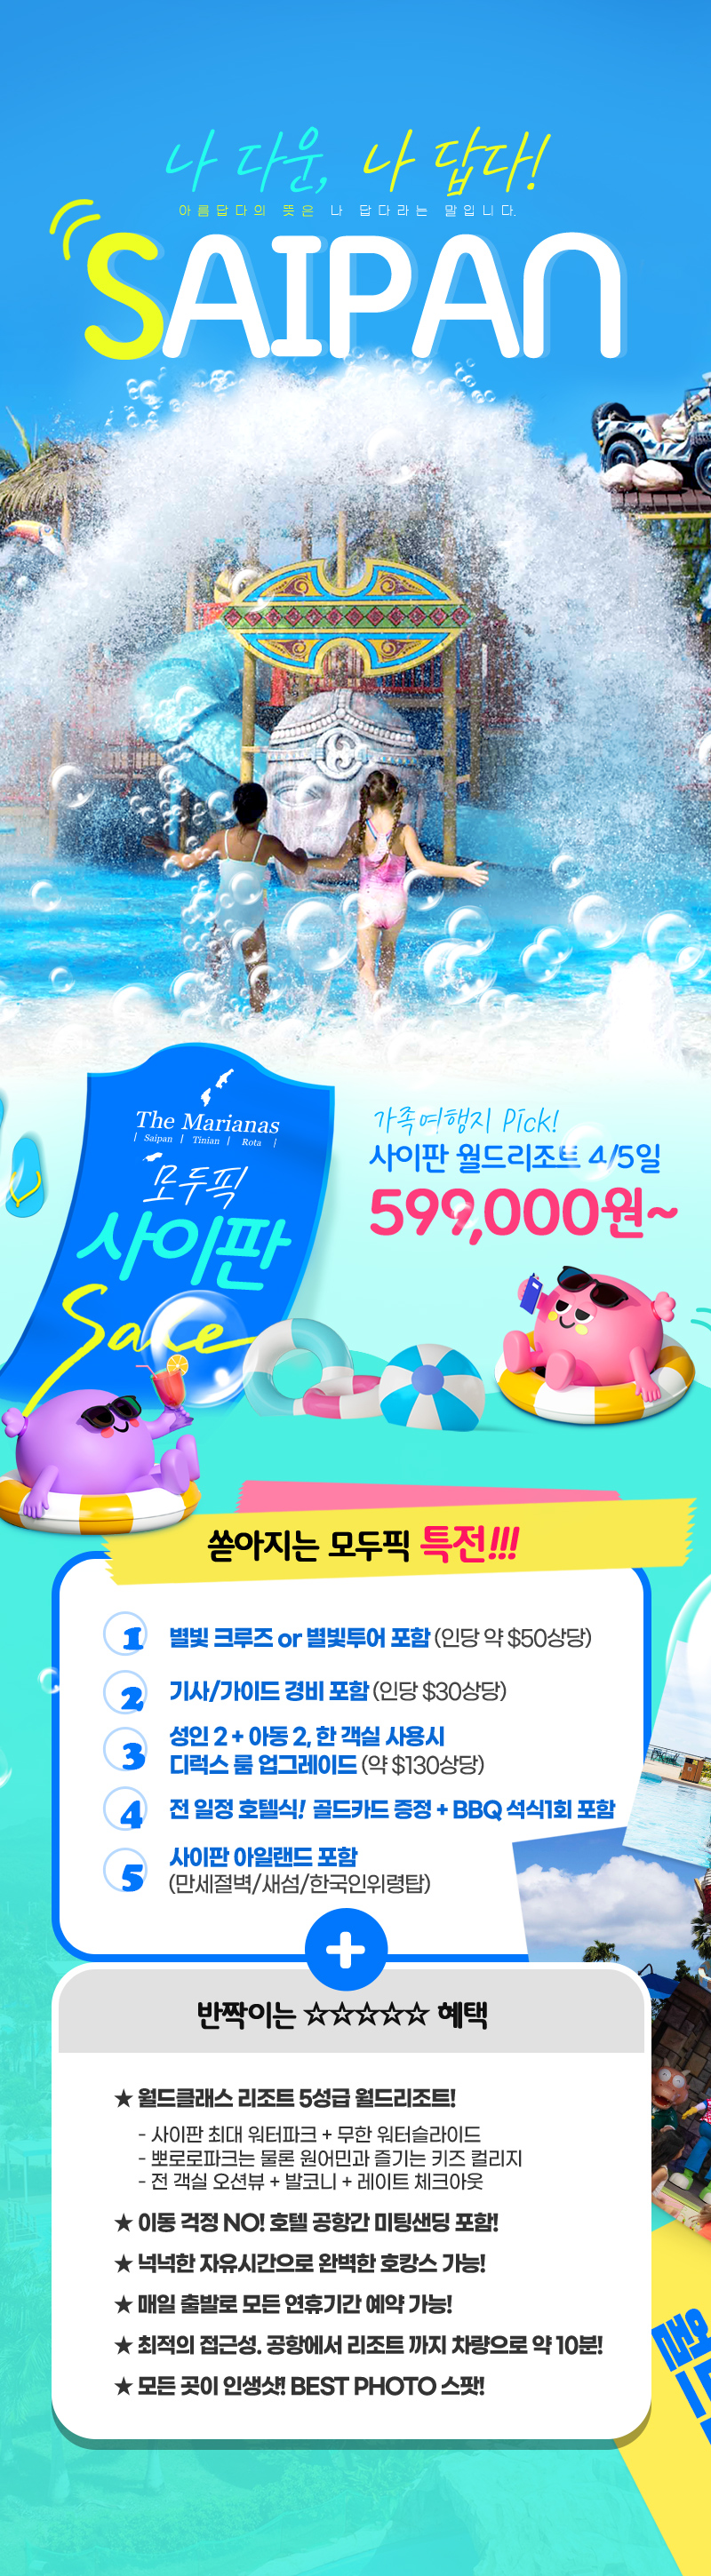 나 다운, 나 답다!
아름답다의 뜻은 나 답다라는 말입니다.
SAIPAN
The Marianas
| Saipan | Tinian | Rota |
모두픽
사이판
Sale
가족여행지 Pick!
사이판 월드리조트 4/5일
599,000원~
쏟아지는 모두픽 특전!!!
1 별빛 크루즈 or 별빛투어 포함 (인당 약 $50상당)
2 기사/가이드 경비 포함 (인당 $30상당)
3 성인 2 + 아동 2, 한 객실 사용시
디럭스 룸 업그레이드 (약 $130상당)
4 전 일정 호텔식! 골드카드 증정 + BBQ 석식1회 포함
5 사이판 아일랜드 포함
(만세절벽/새섬/한국인위령탑)
+
반짝이는 ☆☆☆☆☆ 혜택
★ 월드클래스 리조트 5성급 월드리조트!
- 사이판 최대 워터파크 + 무한 워터슬라이드
- 뽀로로파크는 물론 원어민과 즐기는 키즈 컬리지
- 전 객실 오션뷰 + 발코니 + 레이트 체크아웃
★ 이동 걱정 NO! 호텔 공항간 미팅샌딩 포함!
★ 넉넉한 자유시간으로 완벽한 호캉스 가능!
★ 매일 출발로 모든 연휴기간 예약 가능!
★ 최적의 접근성. 공항에서 리조트 까지 차량으로 약 10분!
★ 모든 곳이 인생샷! BEST PHOTO 스팟!